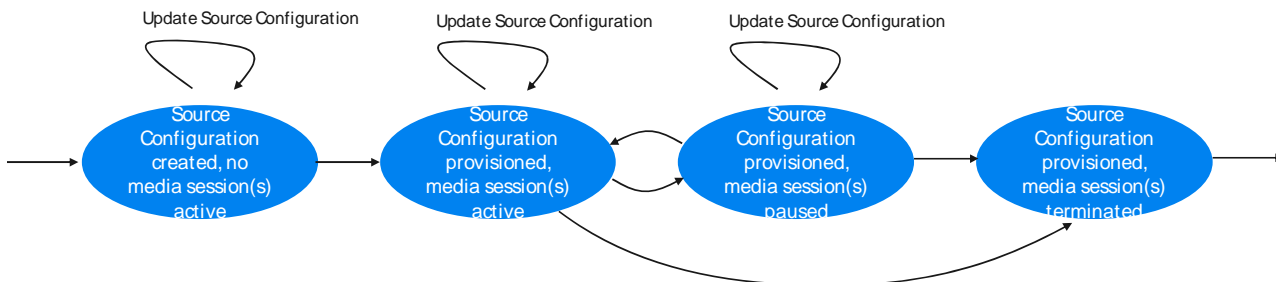 Update Source Configuration
Update Source Configuration
Update Source Configuration
Source
Configuration
created, no
media session(s)
active
Source
Configuration
provisioned,
media session(s)
active
Source
Configuration
provisioned,
media session(s)
paused
Source
Configuration
provisioned,
media session(s)
terminated